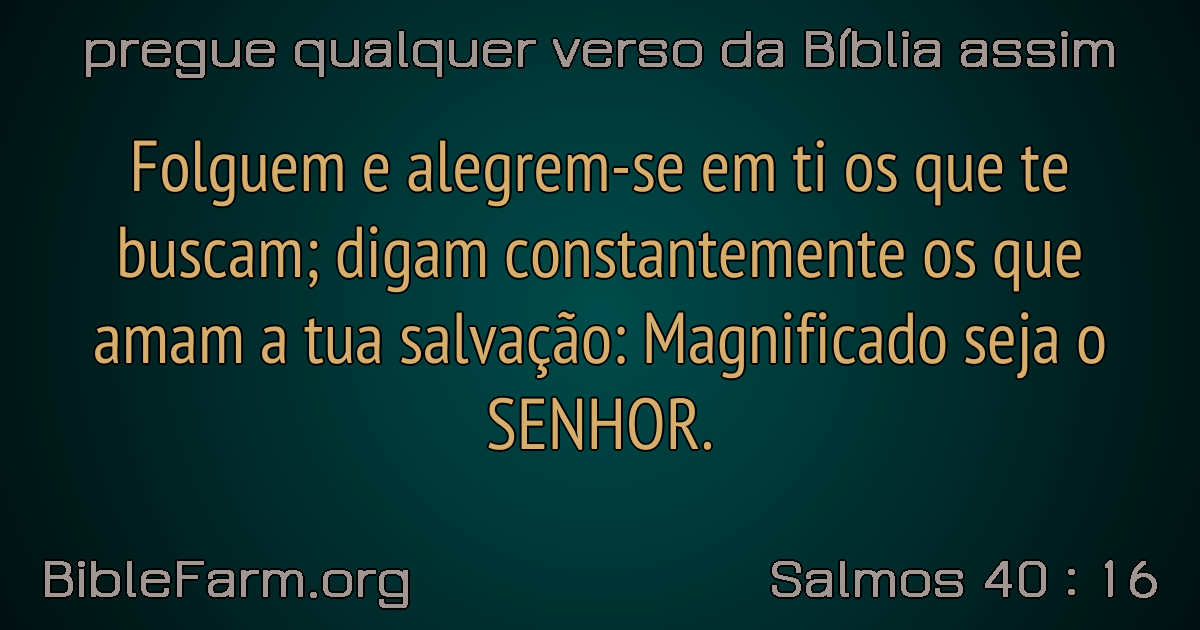 pregue qualquer verso da Bíblia assim
Folguem e alegrem-se em ti os que te
buscam; digam constantemente os que
amam a tua salvação: Magnificado seja o
SENHOR.
BibleFarm.org
Salmos 40 : 16